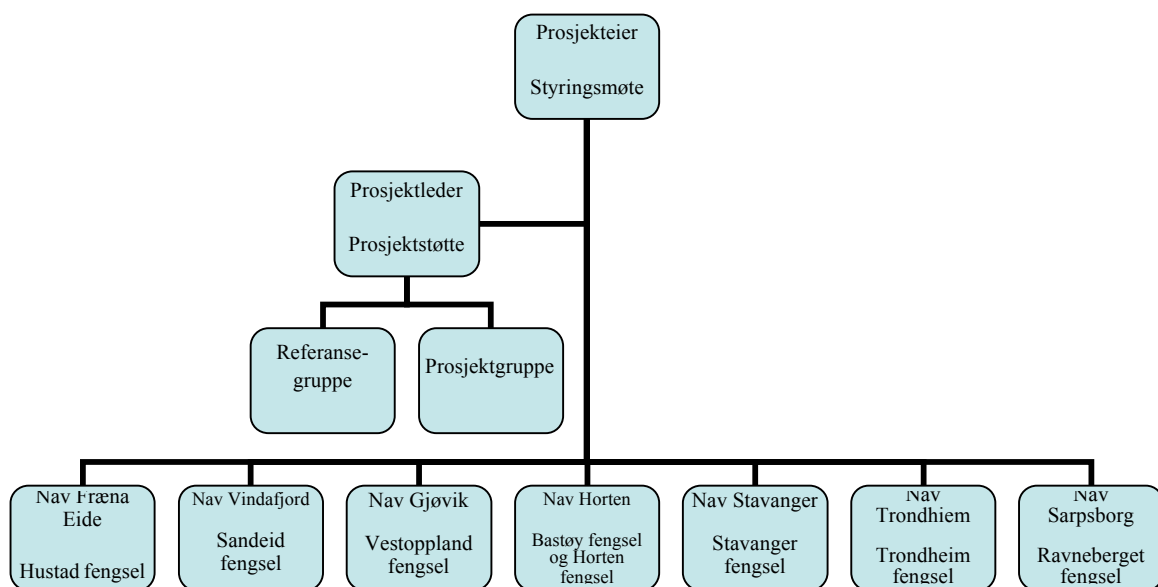 Prosjekteier
Styringsmøte
Prosjektleder
Prosjektstøtte
Referanse-
gruppe
Prosjektgruppe
Nav Fræna
Eide
Hustad fengsel
Nav Vindafjord
Sandeid
fengsel
Nav Gjøvik
Vestoppland
fengsel
Nav Horten
Bastøy fengsel
og Horten
fengsel
Nav Stavanger
Stavanger
fengsel
Nav
Trondhiem
Trondheim
fengsel
Nav
Sarpsborg
Ravneberget
fengsel